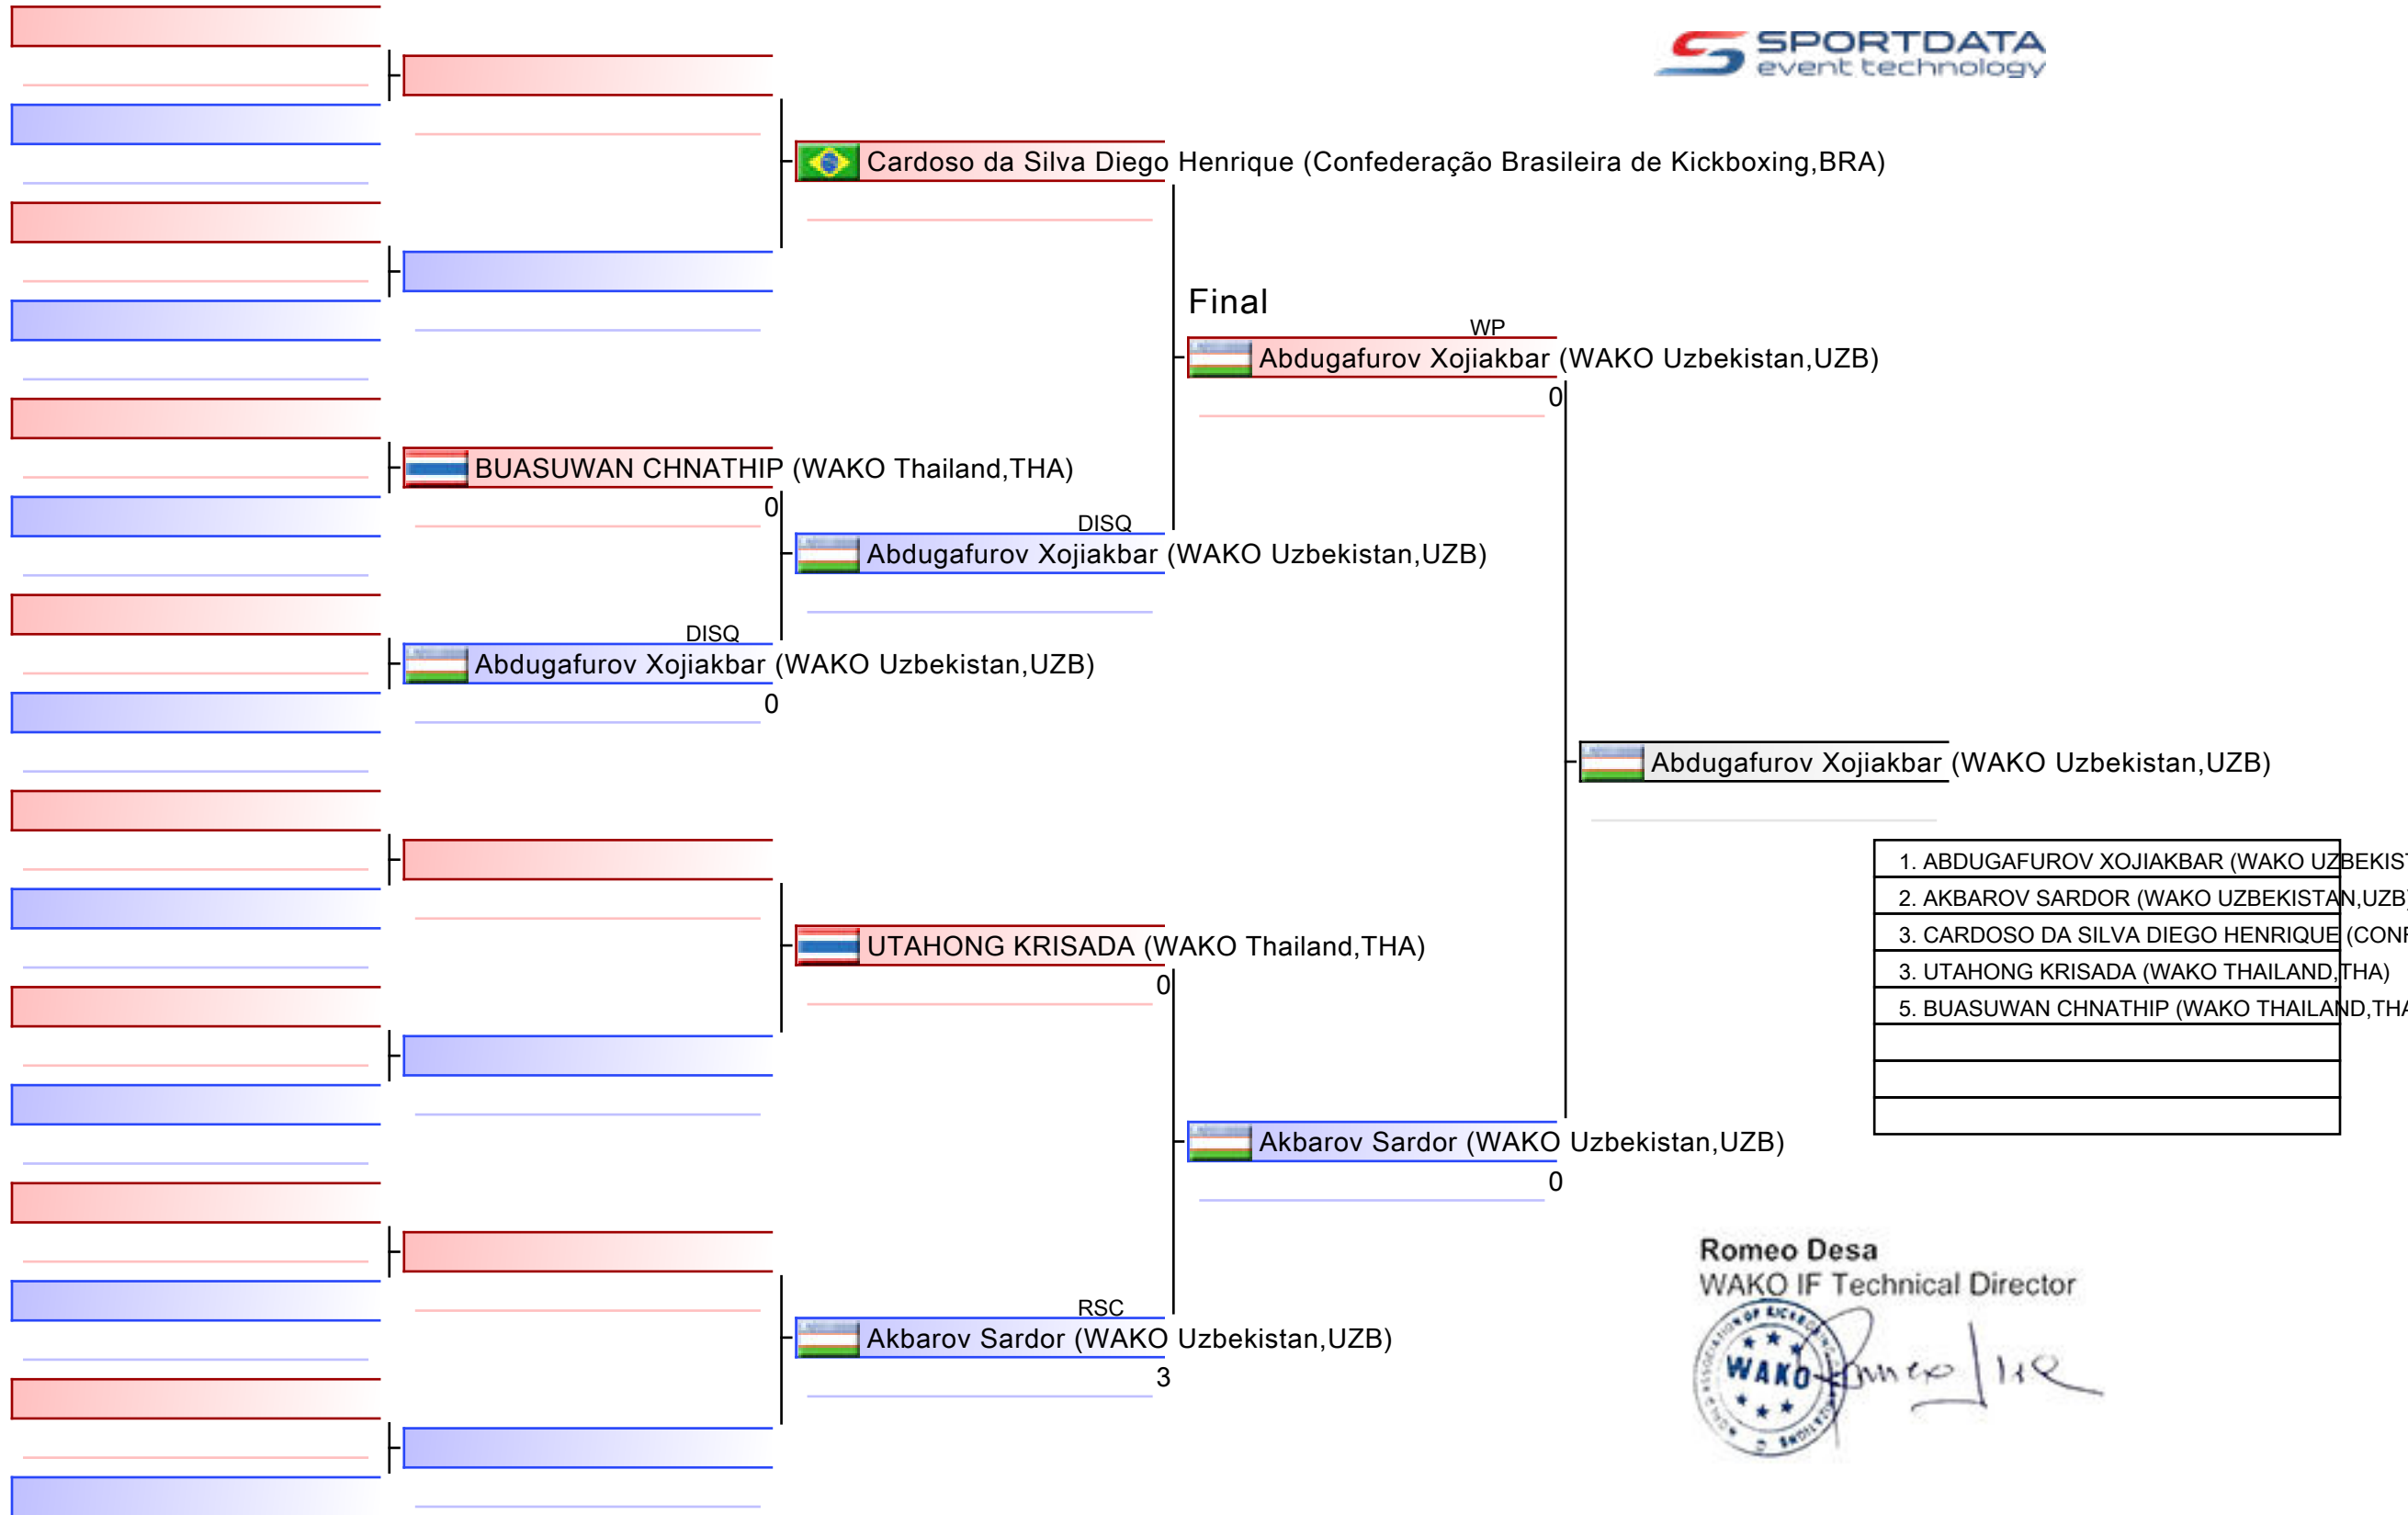 SPORTDATA
event technology
Cardoso da Silva Diego Henrique (Confederação Brasileira de Kickboxing,BRA)
Final
WP
Abdugafurov Xojiakbar (WAKO Uzbekistan,UZB)
0
BUASUWAN CHNATHIP (WAKO Thailand,THA)
0
DISQ
Abdugafurov Xojiakbar (WAKO Uzbekistan,UZB)
DISQ
Abdugafurov Xojiakbar (WAKO Uzbekistan,UZB)
0
Abdugafurov Xojiakbar (WAKO Uzbekistan,UZB)
1. ABDUGAFUROV XOJIAKBAR (WAKO UZBEKIS
2. AKBAROV SARDOR (WAKO UZBEKISTAN,UZB)
3. CARDOSO DA SILVA DIEGO HENRIQUE (CONF
3. UTAHONG KRISADA (WAKO THAILAND,THA)
5. BUASUWAN CHNATHIP (WAKO THAILAND,THA
UTAHONG KRISADA (WAKO Thailand,THA)
0
Akbarov Sardor (WAKO Uzbekistan,UZB)
0
RSC
Akbarov Sardor (WAKO Uzbekistan,UZB)
3
Romeo Desa
WAKO IF Technical Director
WAKO